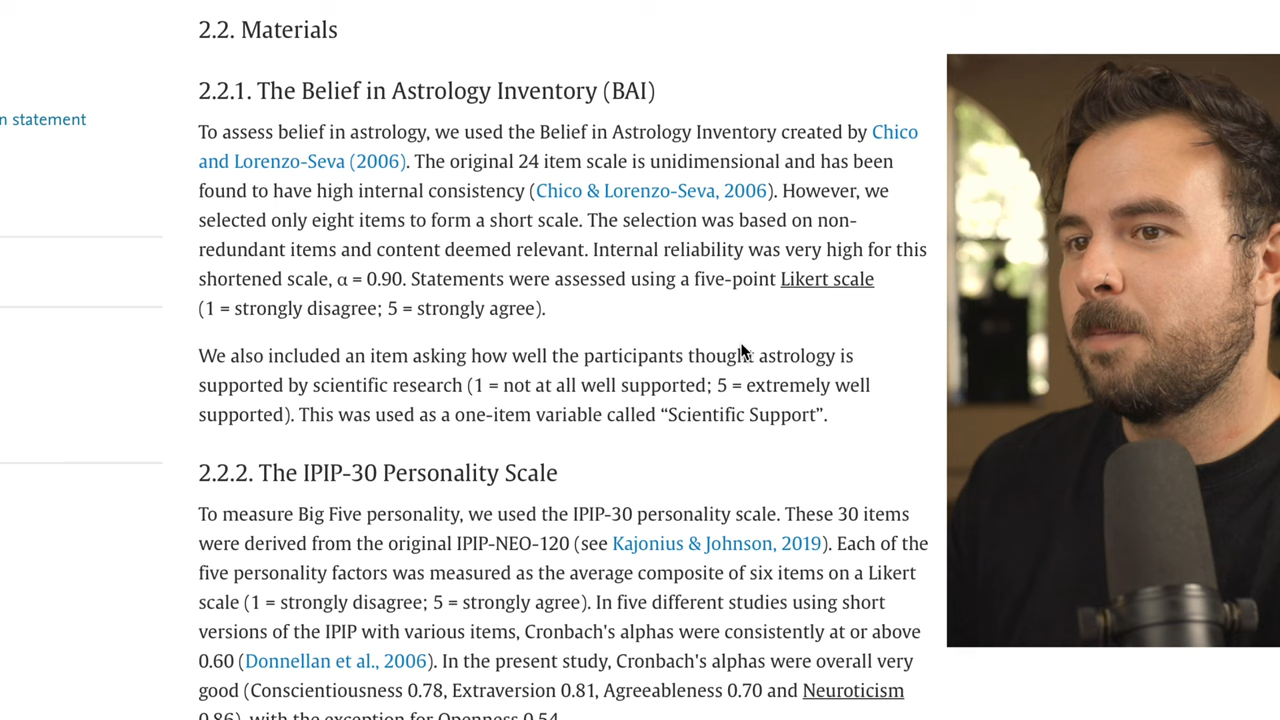 2.2. Materials
2.2.1. The Belief in Astrology Inventory (BAI)
n statement
To assess belief in astrology, we used the Belief in Astrology Inventory created by Chico
and Lorenzo-Seva (2006). The original 24 item scale is unidimensional and has been
found to have high internal consistency (Chico & Lorenzo-Seva, 2006). However, we
selected only eight items to form a short scale. The selection was based on non-
redundant items and content deemed relevant. Internal reliability was very high for this
shortened scale, α = 0.90. Statements were assessed using a five-point Likert scale
(1 = strongly disagree; 5 = strongly agree).
We also included an item asking how well the participants thought astrology is
supported by scientific research (1 = not at all well supported; 5 = extremely well
supported). This was used as a one-item variable called “Scientific Support”.
2.2.2. The IPIP-30 Personality Scale
To measure Big Five personality, we used the IPIP-30 personality scale. These 30 items
were derived from the original IPIP-NEO-120 (see Kajonius & Johnson, 2019). Each of the
five personality factors was measured as the average composite of six items on a Likert
scale (1 = strongly disagree; 5 = strongly agree). In five different studies using short
versions of the IPIP with various items, Cronbach's alphas were consistently at or above
0.60 (Donnellan et al., 2006). In the present study, Cronbach's alphas were overall very
good (Conscientiousness 0.78, Extraversion 0.81, Agreeableness 0.70 and Neuroticism
0.86), with the exception for Openness 0.54